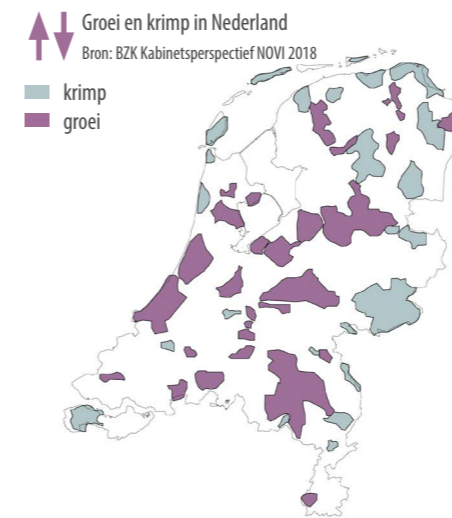 Groei en krimp in Nederland
Bron: BZK Kabinetsperspectief NOVI 2018
krimp
groei